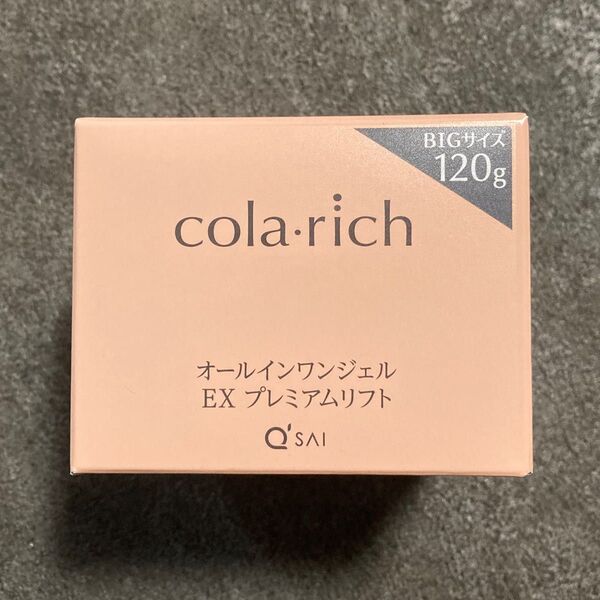 BIGサイズ
120g
cola·rich
オールインワンジェル
EX プレミアムリフト
Q'SAI